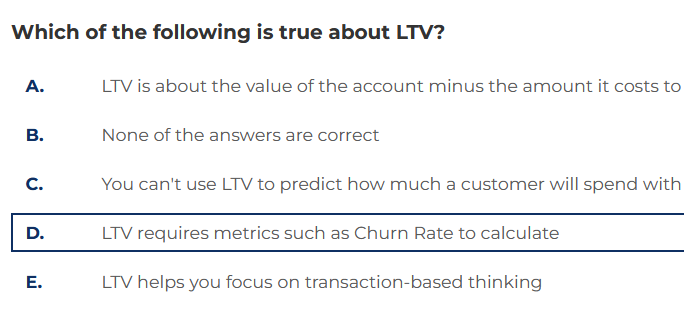 Which of the following is true about LTV?
A. LTV is about the value of the account minus the amount it costs to
B. None of the answers are correct
C. You can't use LTV to predict how much a customer will spend with
D. LTV requires metrics such as Churn Rate to calculate
E. LTV helps you focus on transaction-based thinking